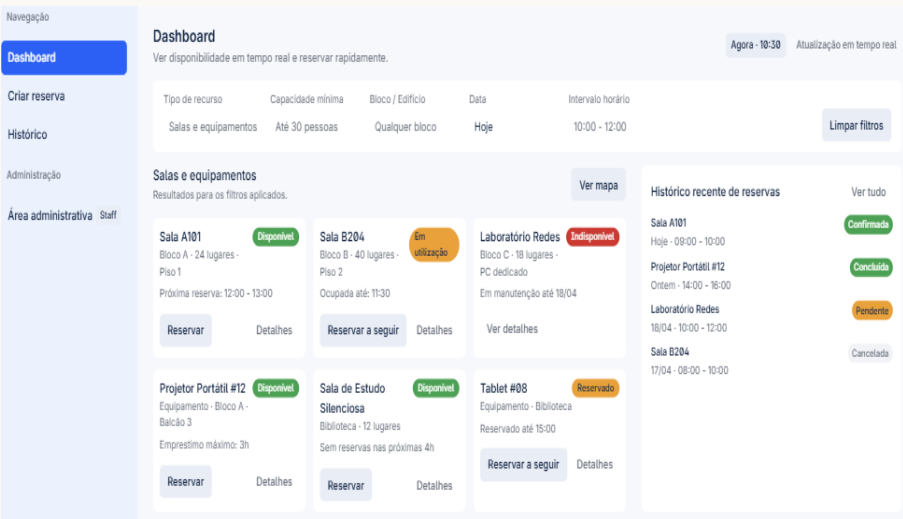 Navegação
Dashboard
Criar reserva
Histórico
Administração
Área administrativa Staff
Dashboard
Ver disponibilidade em tempo real e reservar rapidamente.
Agora · 10:30 Atualização em tempo real
Tipo de recurso Capacidade mínima Bloco / Edifício Data Intervalo horário
Salas e equipamentos Até 30 pessoas Qualquer bloco Hoje 10:00 - 12:00
Limpar filtros
Salas e equipamentos
Resultados para os filtros aplicados.
Ver mapa
Sala A101 Disponível
Bloco A · 24 lugares ·
Piso 1
Próxima reserva: 12:00 - 13:00
Reservar Detalhes
Sala B204 Em
utilização
Bloco B · 40 lugares ·
Piso 2
Ocupada até: 11:30
Reservar a seguir Detalhes
Laboratório Redes Indisponível
Bloco C · 18 lugares ·
PC dedicado
Em manutenção até 18/04
Ver detalhes
Projetor Portátil #12 Disponível
Equipamento · Bloco A ·
Balcão 3
Emprestimo máximo: 3h
Reservar Detalhes
Sala de Estudo Disponível
Silenciosa
Biblioteca · 12 lugares
Sem reservas nas próximas 4h
Reservar Detalhes
Tablet #08 Reservado
Equipamento · Biblioteca
Reservado até 15:00
Reservar a seguir Detalhes
Histórico recente de reservas Ver tudo
Sala A101 Confirmada
Hoje · 09:00 - 10:00
Projetor Portátil #12 Concluída
Ontem · 14:00 - 16:00
Laboratório Redes Pendente
18/04 · 10:00 - 12:00
Sala B204 Cancelada
17/04 · 08:00 - 10:00